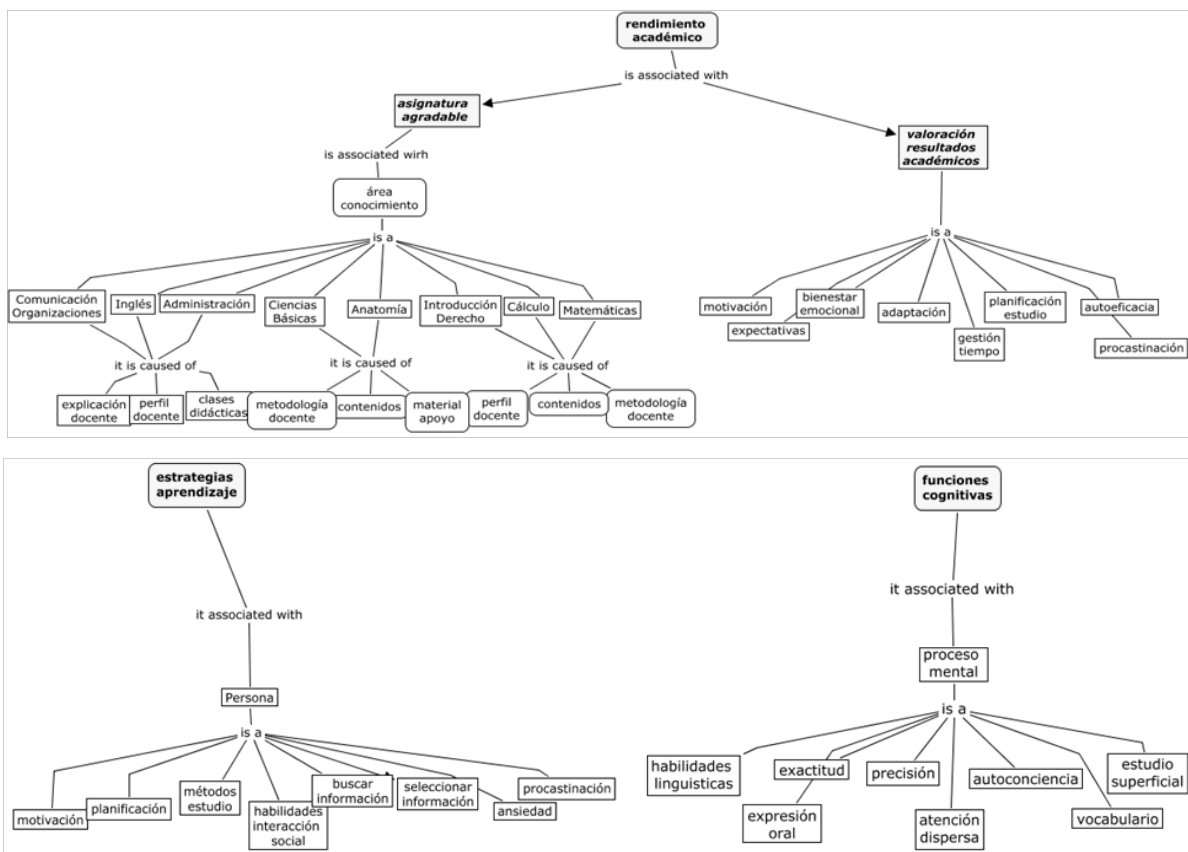 rendimiento
académico
is associated with
asignatura
agradable
valoración
resultados
académicos
is associated wirh
área
conocimiento
is a
Comunicación
Organizaciones
Inglés
Administración
Ciencias
Básicas
Anatomía
Introducción
Derecho
Cálculo
Matemáticas
it is caused of
it is caused of
it is caused of
explicación
docente
perfil
docente
clases
didácticas
metodología
docente
contenidos
material
apoyo
perfil
docente
contenidos
metodología
docente
is a
motivación
expectativas
bienestar
emocional
adaptación
gestión
tiempo
planificación
estudio
autoeficacia
procastinación
estrategias
aprendizaje
it associated with
Persona
is a
motivación
planificación
métodos
estudio
habilidades
interacción
social
buscar
información
seleccionar
información
ansiedad
procastinación
funciones
cognitivas
it associated with
proceso
mental
is a
habilidades
linguisticas
exactitud
expresión
oral
precisión
atención
dispersa
autoconciencia
vocabulario
estudio
superficial